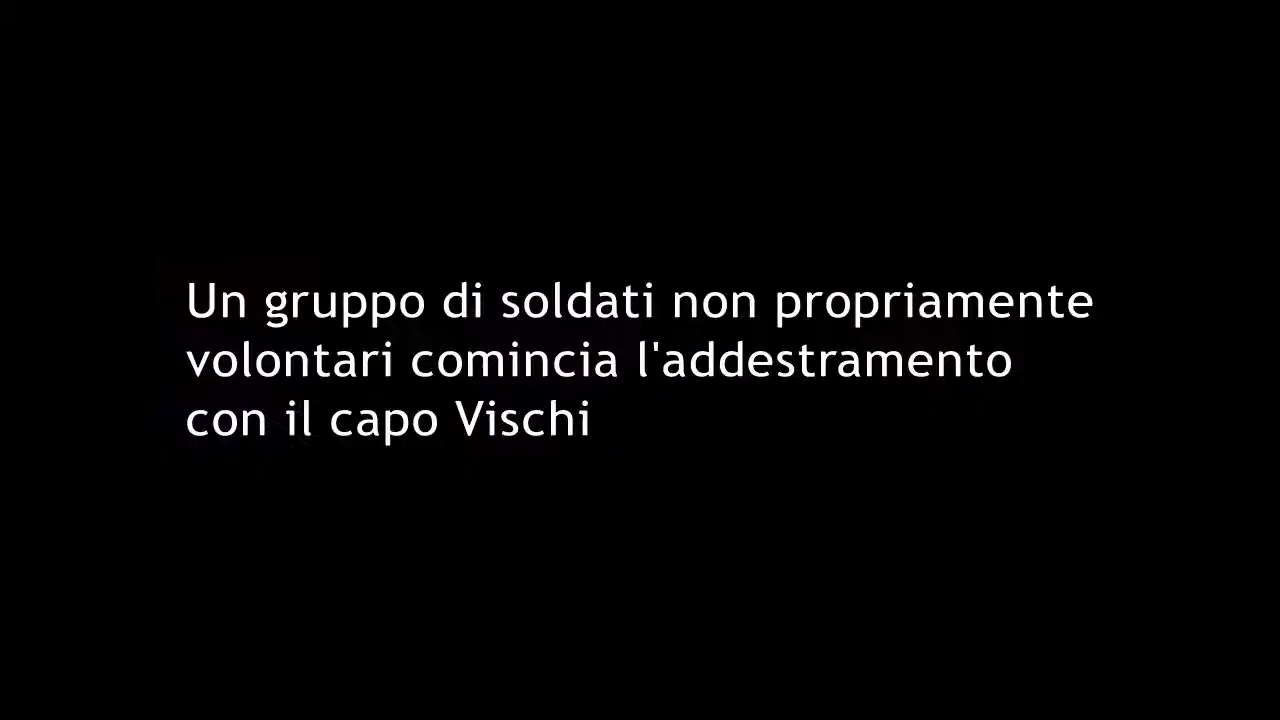 Un gruppo di soldati non propriamente
volontari comincia l'addestramento
con il capo Vischi